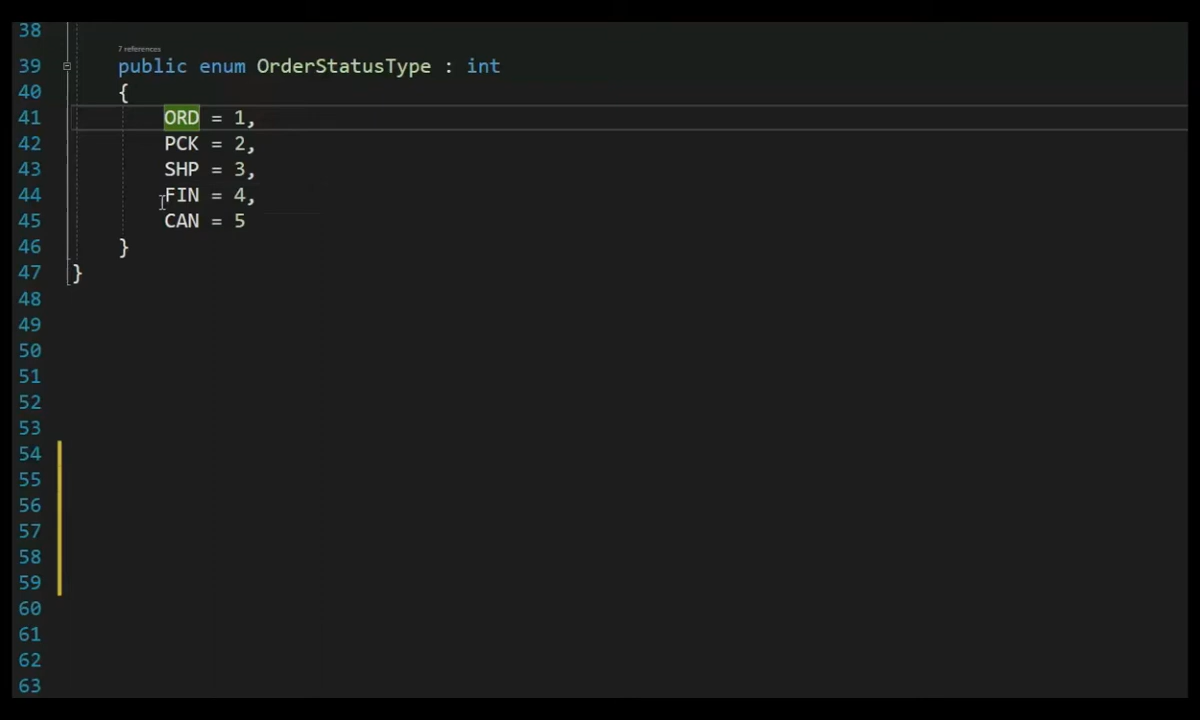 38
7 references
39 public enum OrderStatusType : int
40 {
41 ORD = 1,
42 PCK = 2,
43 SHP = 3,
44 FIN = 4,
45 CAN = 5
46 }
47 }
48
49
50
51
52
53
54
55
56
57
58
59
60
61
62
63